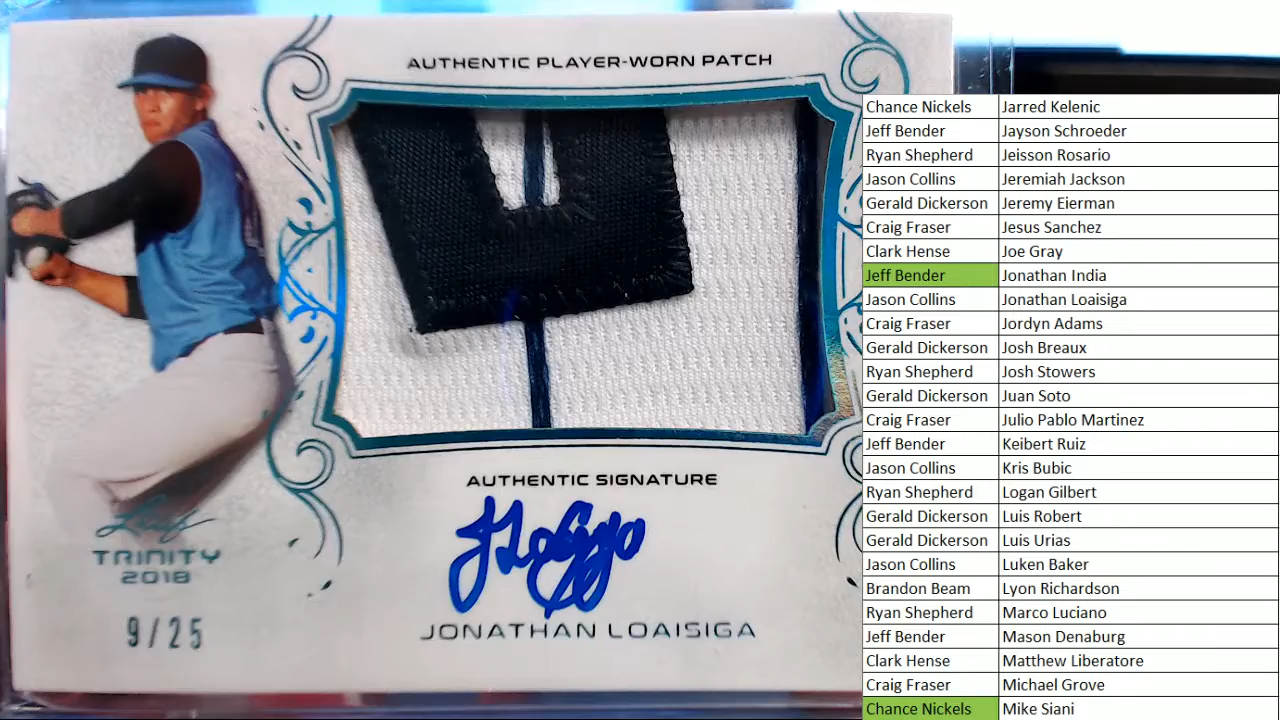 AUTHENTIC PLAYER-WORN PATCH
AUTHENTIC SIGNATURE
Leaf
TRINITY
2018
9/25
JONATHAN LOAISIGA
Chance Nickels Jarred Kelenic
Jeff Bender Jayson Schroeder
Ryan Shepherd Jeisson Rosario
Jason Collins Jeremiah Jackson
Gerald Dickerson Jeremy Eierman
Craig Fraser Jesus Sanchez
Clark Hense Joe Gray
Jeff Bender Jonathan India
Jason Collins Jonathan Loaisiga
Craig Fraser Jordyn Adams
Gerald Dickerson Josh Breaux
Ryan Shepherd Josh Stowers
Gerald Dickerson Juan Soto
Craig Fraser Julio Pablo Martinez
Jeff Bender Keibert Ruiz
Jason Collins Kris Bubic
Ryan Shepherd Logan Gilbert
Gerald Dickerson Luis Robert
Gerald Dickerson Luis Urias
Jason Collins Luken Baker
Brandon Beam Lyon Richardson
Ryan Shepherd Marco Luciano
Jeff Bender Mason Denaburg
Clark Hense Matthew Liberatore
Craig Fraser Michael Grove
Chance Nickels Mike Siani